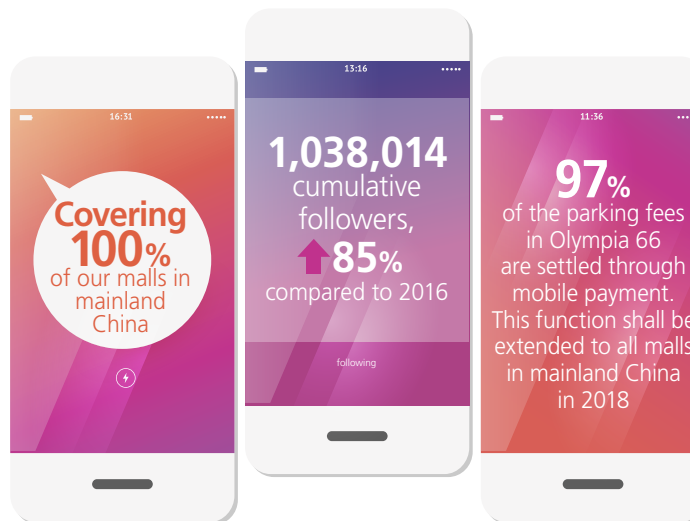 16:31
Covering
100%
of our malls in
mainland
China
13:16
1,038,014
cumulative
followers,
85%
compared to 2016
following
11:36
97%
of the parking fees
in Olympia 66
are settled through
mobile payment.
This function shall be
extended to all malls
in mainland China
in 2018